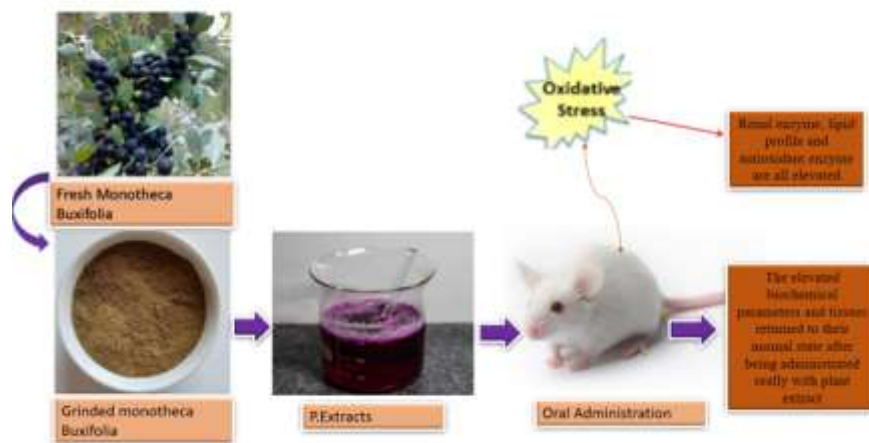 Oxidative
Stress
Renal enzyme, lipid
profile and
antioxidant enzyme
are all elevated.
Fresh Monotheca
Buxifolia
The elevated
biochemical
parameters and tissues
returned to their
normal state after
being administrated
orally with plant
extract
Grinded monotheca
Buxifolia
P.Extracts
Oral Administration